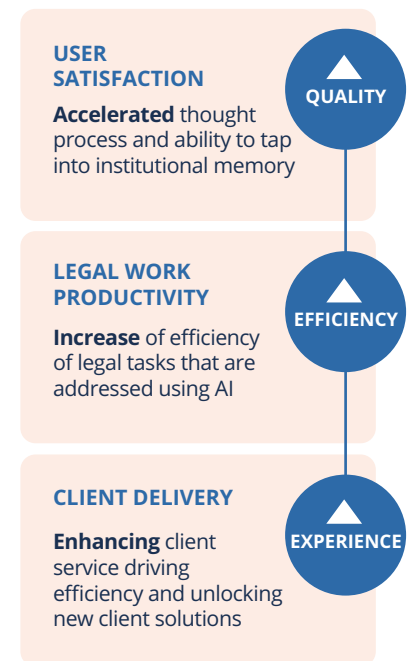 USER
SATISFACTION
Accelerated thought
process and ability to tap
into institutional memory
QUALITY
LEGAL WORK
PRODUCTIVITY
Increase of efficiency
of legal tasks that are
addressed using AI
EFFICIENCY
CLIENT DELIVERY
Enhancing client
service driving
efficiency and unlocking
new client solutions
EXPERIENCE